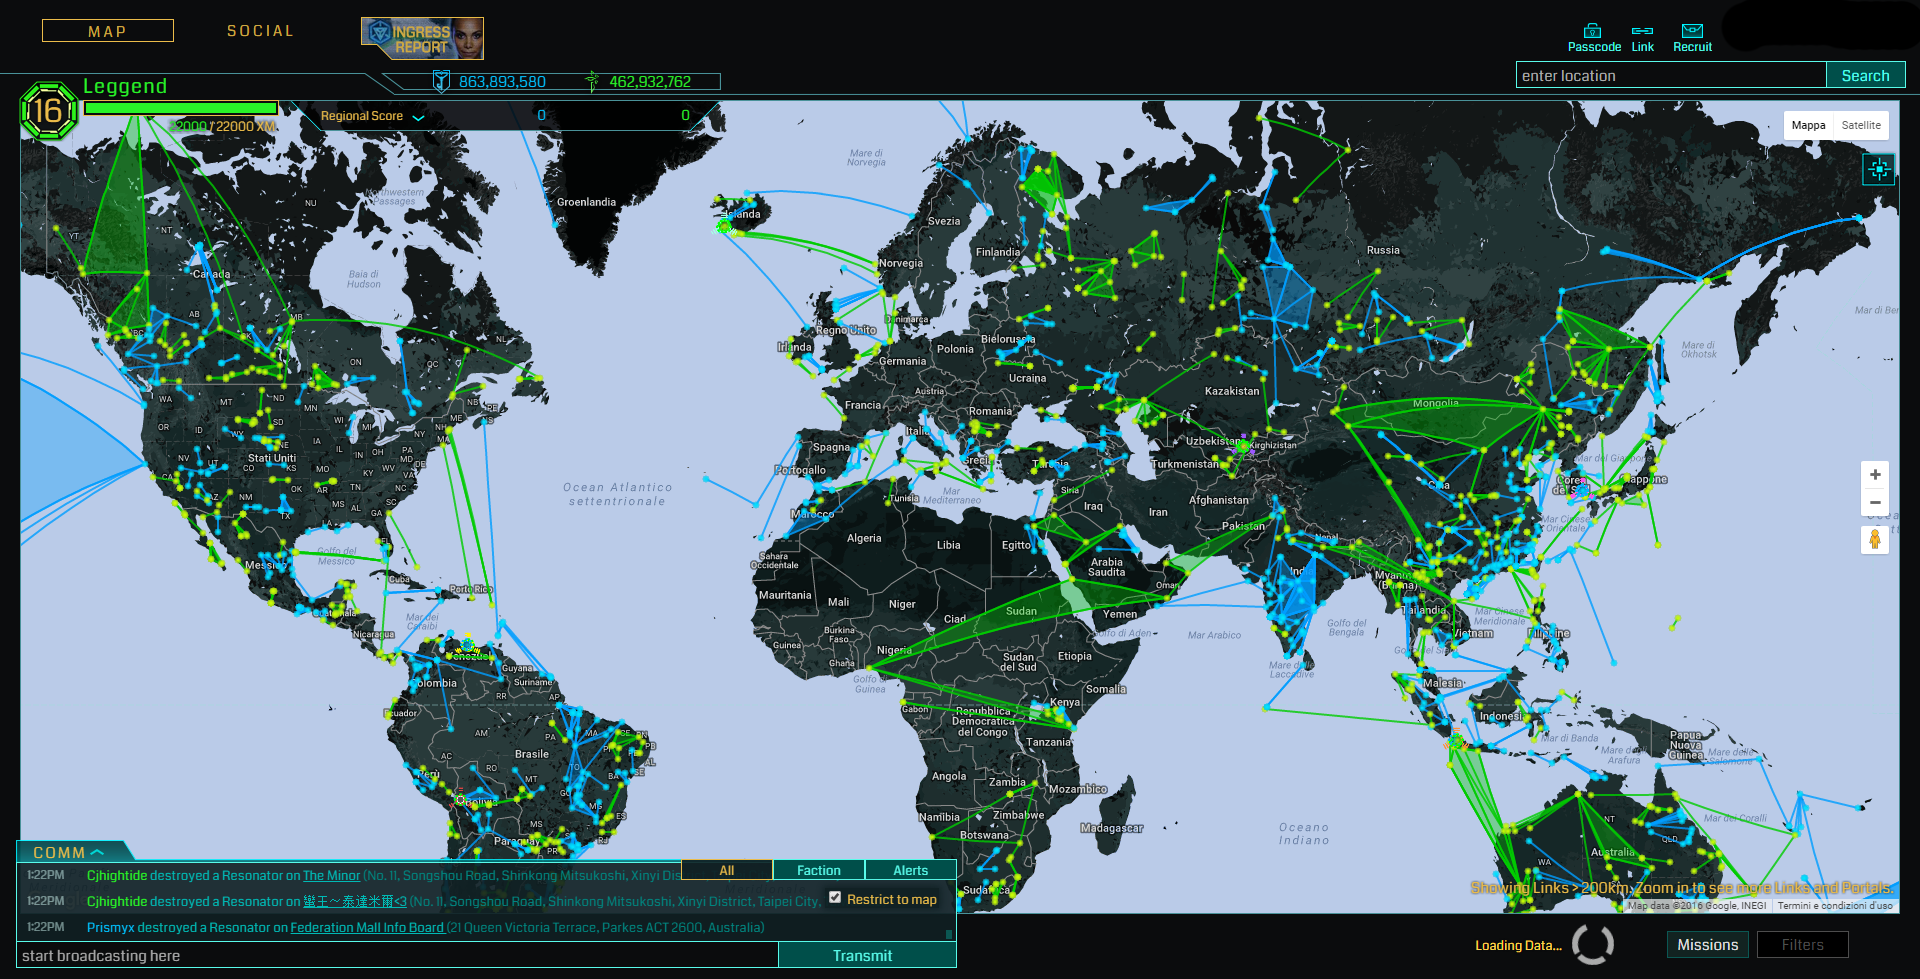 MAP
SOCIAL
INGRESS
REPORT
Passcode
Link
Recruit
863,893,580
462,932,762
enter location
Search
16
Leggend
22000 / 22000 XM
Regional Score
0
0
Mappa
Satellite
Mare di
Norvegia
Groenlandia
Northwestern
Passages
NU
Islanda
Svezia
Finlandia
Norvegia
Russia
YT
NT
Canada
Baia di
Hudson
AB
BC
MB
ON
QC
NL
Danimarca
Regno Unito
Irlanda
Bielorussia
Polonia
Germania
Ucraina
Austria
Francia
Romania
Kazakistan
Mongolia
Mare di
Okhotsk
Mar di Ber
WA
MT
ND
MN
NB
PE
ME
OR
ID
WY
SD
WI
MI
NY
NH
MA
NV
UT
CO
NE
IA
IL
IN
OH
PA
MD
DE
Stati Uniti
KS
MO
KY
WV
VA
CA
AZ
NM
OK
AR
TN
NC
MS
AL
SC
GA
TX
LA
FL
Italia
Spagna
Portogallo
Grecia
Turchia
Uzbekistan
Kirghizistan
Turkmenistan
Tunisia
Mar
Mediterraneo
Siria
Marocco
Iraq
Iran
Afghanistan
Pakistan
Nepal
Cina
Mar del Giappone
Corea
del Sud
Giappone
Mar Cinese
Orientale
Ocean Atlantico
settentrionale
Algeria
Libia
Egitto
Sahara
Occidentale
Arabia
Saudita
Oman
Yemen
Golfo di Aden
Mar Arabico
Golfo del
Bengala
Mare delle
Laccadive
Myanmar
(Burma)
Tailandia
Vietnam
Mar Cinese
Meridionale
Filippine
Golfo del Siam
Golfo del
Messico
Messico
Cuba
Porto Rico
Guatemala
Mar dei
Caraibi
Nicaragua
Venezuela
Guyana
Suriname
Colombia
RR
AP
Ecuador
AM
PA
MA
CE
RN
PB
PE
AL
SE
Brasile
AC
RO
TO
BA
MT
Perù
Bolivia
GO
MG
ES
MS
RJ
PR
Paraguay
Mauritania
Mali
Niger
Ciad
Sudan
Burkina
Faso
Guinea
Ghana
Nigeria
Golfo di
Guinea
Sudan
del Sud
Etiopia
Somalia
Gabon
Kenya
Repubblica
Democratica
del Congo
Tanzania
Angola
Zambia
Mozambico
Namibia
Zimbabwe
Botswana
Madagascar
Sudafrica
Oceano
Indiano
Malesia
Indonesia
Mar di Banda
Mare degli
Arafura
Papua
Nuova
Guinea
Mare delle
Salomone
Mar dei Coralli
NT
QLD
WA
Australia
COMM
All
Faction
Alerts
1:22PM
Cjhightide destroyed a Resonator on The Minor (No. 11, Songshou Road, Shinkong Mitsukoshi, Xinyi Dis
1:22PM
Cjhightide destroyed a Resonator on 蠻王~泰達米爾<3 (No. 11, Songshou Road, Shinkong Mitsukoshi, Xinyi District, Taipei City,
Restrict to map
1:22PM
Prismyx destroyed a Resonator on Federation Mall Info Board (21 Queen Victoria Terrace, Parkes ACT 2600, Australia)
start broadcasting here
Transmit
Showing Links > 200km. Zoom in to see more Links and Portals.
Map data ©2016 Google, INEGI
Termini e condizioni d'uso
Loading Data...
Missions
Filters